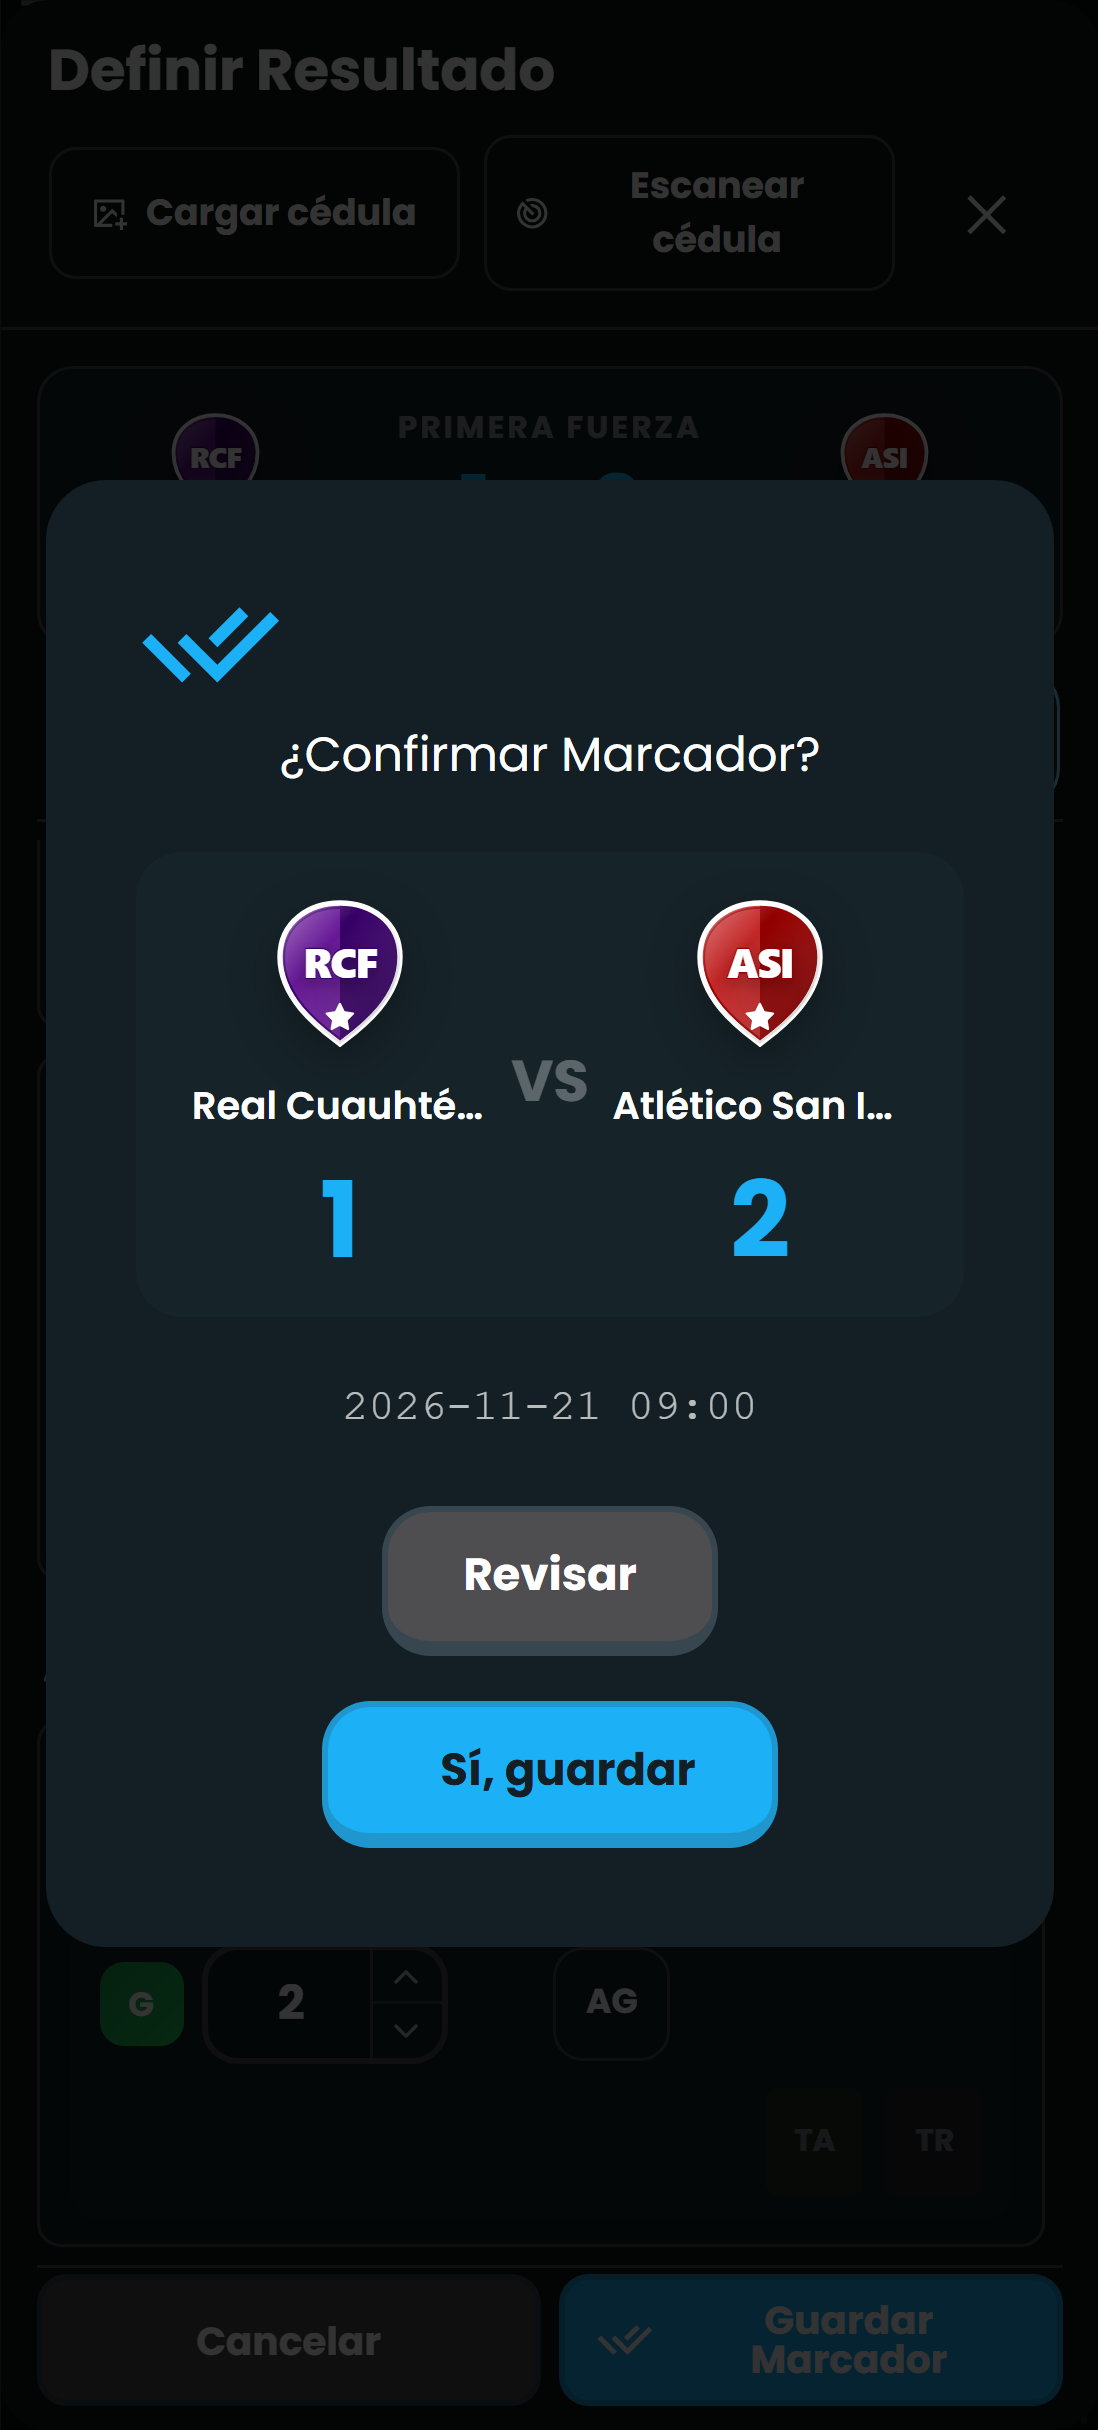 Definir Resultado
Cargar cédula
Escanear
cédula
PRIMERA FUERZA
RCF
ASI
¿Confirmar Marcador?
RCF
ASI
VS
Real Cuauhté...
Atlético San I...
1
2
2026-11-21 09:00
Revisar
Sí, guardar
G
2
AG
TA
TR
Cancelar
Guardar
Marcador